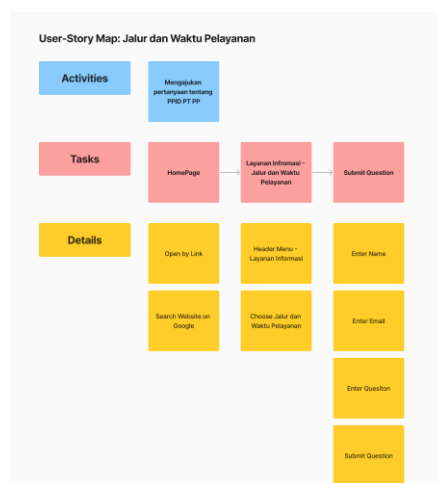 User-Story Map: Jalur dan Waktu Pelayanan
Activities
Mengajukan
pertanyaan tentang
PPID PT PP
Tasks
HomePage
Layanan Infromasi -
Jalur dan Waktu
Pelayanan
Submit Question
Details
Open by Link
Header Menu -
Layanan Informasi
Enter Name
Search Website on
Google
Choose Jalur dan
Waktu Pelayanan
Enter Email
Enter Quesiton
Submit Question